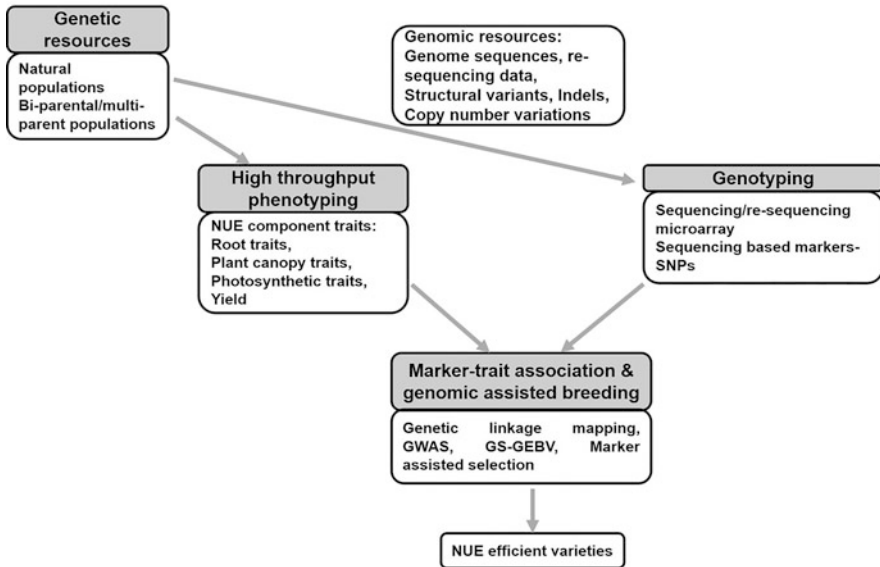 Genetic
resources
Natural
populations
Bi-parental/multi-
parent populations
Genomic resources:
Genome sequences, re-
sequencing data,
Structural variants, Indels,
Copy number variations
High throughput
phenotyping
NUE component traits:
Root traits,
Plant canopy traits,
Photosynthetic traits,
Yield
Genotyping
Sequencing/re-sequencing
microarray
Sequencing based markers-
SNPs
Marker-trait association &
genomic assisted breeding
Genetic linkage mapping,
GWAS, GS-GEBV, Marker
assisted selection
NUE efficient varieties